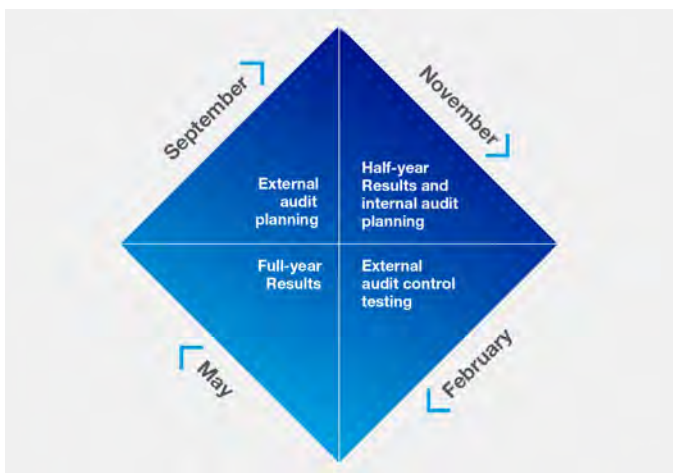 September
November
External
audit
planning
Half-year
Results and
internal audit
planning
Full-year
Results
External
audit control
testing
May
February